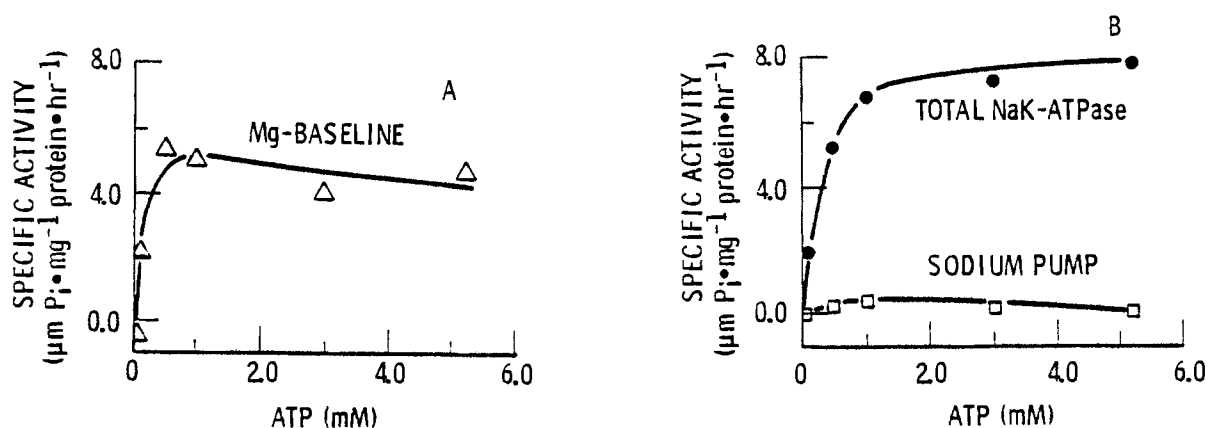 A
SPECIFIC ACTIVITY
(µm Pi•mg⁻¹ protein•hr⁻¹)
8.0
4.0
0.0
Mg-BASELINE
0
2.0
4.0
6.0
ATP (mM)
B
SPECIFIC ACTIVITY
(µm Pi•mg⁻¹ protein•hr⁻¹)
8.0
4.0
0.0
TOTAL NaK-ATPase
SODIUM PUMP
0
2.0
4.0
6.0
ATP (mM)